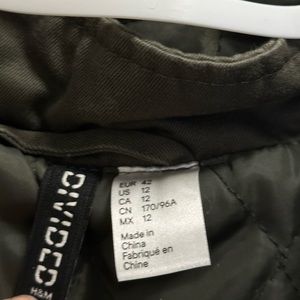 DIVIDED
H&M
EUR 42
US 12
CA 12
CN 170/96A
MX 12
Made in
China
Fabriqué en
Chine